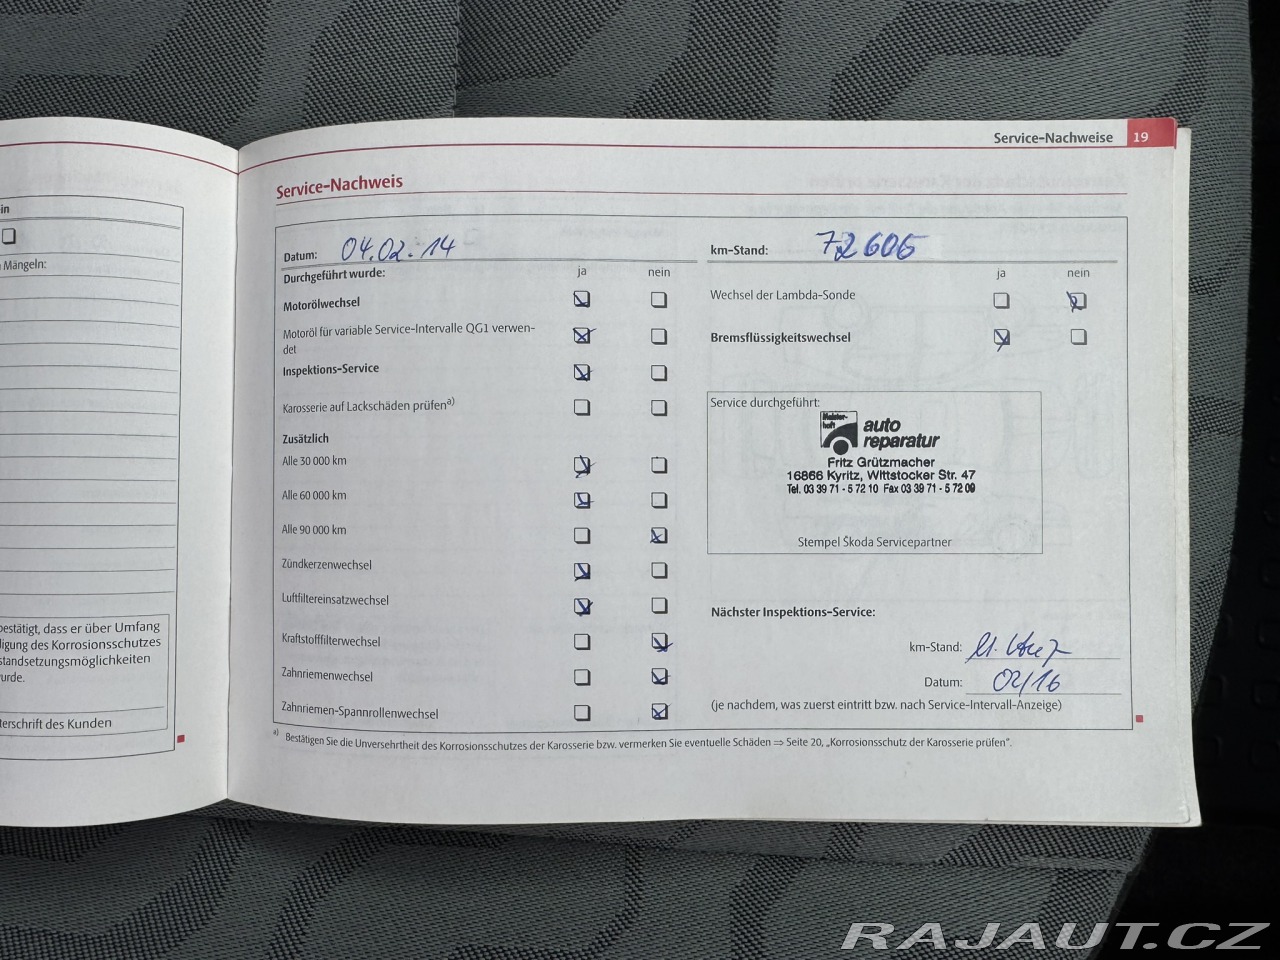 Service-Nachweise 19
in
Mängeln:
bestätigt, dass er über Umfang
digung des Korrosionsschutzes
standsetzungsmöglichkeiten
urde.
terschrift des Kunden
Service-Nachweis
Datum: 04.02.14
Durchgeführt wurde: ja nein
Motorölwechsel
Motoröl für variable Service-Intervalle QG1 verwen-
det
Inspektions-Service
Karosserie auf Lackschäden prüfen a)
Zusätzlich
Alle 30 000 km
Alle 60 000 km
Alle 90 000 km
Zündkerzenwechsel
Luftfiltereinsatzwechsel
Kraftstofffilterwechsel
Zahnriemenwechsel
Zahnriemen-Spannrollenwechsel
km-Stand: 72606
ja nein
Wechsel der Lambda-Sonde
Bremsflüssigkeitswechsel
Service durchgeführt:
Meister-
haft
auto
reparatur
Fritz Grützmacher
16866 Kyritz, Wittstocker Str. 47
Tel. 03 39 71 - 5 72 10 Fax 03 39 71 - 5 72 09
Stempel Škoda Servicepartner
Nächster Inspektions-Service:
km-Stand:
Datum: 02/16
(je nachdem, was zuerst eintritt bzw. nach Service-Intervall-Anzeige)
a) Bestätigen Sie die Unversehrtheit des Korrosionsschutzes der Karosserie bzw. vermerken Sie eventuelle Schäden ⇒ Seite 20, „Korrosionsschutz der Karosserie prüfen“.
RAJAUT.CZ